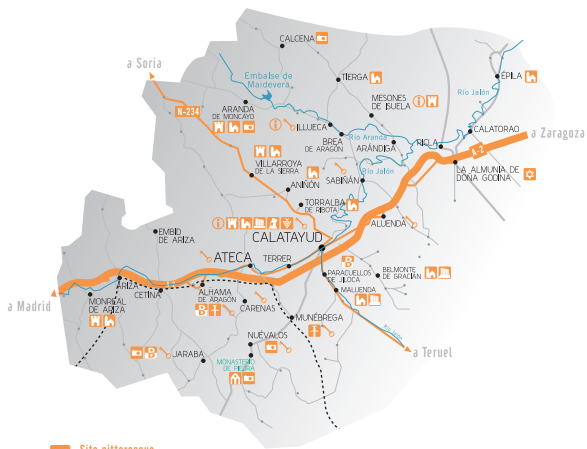 CALCENA
a Soria
TIERGA
ÉPILA
Embalse de
Maidevera
Río Jalón
N-234
ARANDA
DE MONCAYO
MESONES
DE ISUELA
ILLUECA
Río Aranda
CALATORAO
a Zaragoza
BREA
DE ARAGÓN
ARÁNDIGA
RICLA
A-2
VILLARROYA
DE LA SIERRA
Río Jalón
LA ALMUNIA DE
DOÑA GODINA
ANIÑÓN
SABIÑÁN
TORRALBA
DE RIBOTA
ALUENDA
EMBID
DE ARIZA
CALATAYUD
ATECA
TERRER
PARACUELLOS
DE JILOCA
BELMONTE
DE GRACIÁN
ARIZA
CETINA
ALHAMA
DE ARAGÓN
MALUENDA
a Madrid
MONREAL
DE ARIZA
CARENAS
MUNÉBREGA
NUÉVALOS
JARABA
MONASTERIO
DE PIEDRA
a Teruel
Site pittoresque